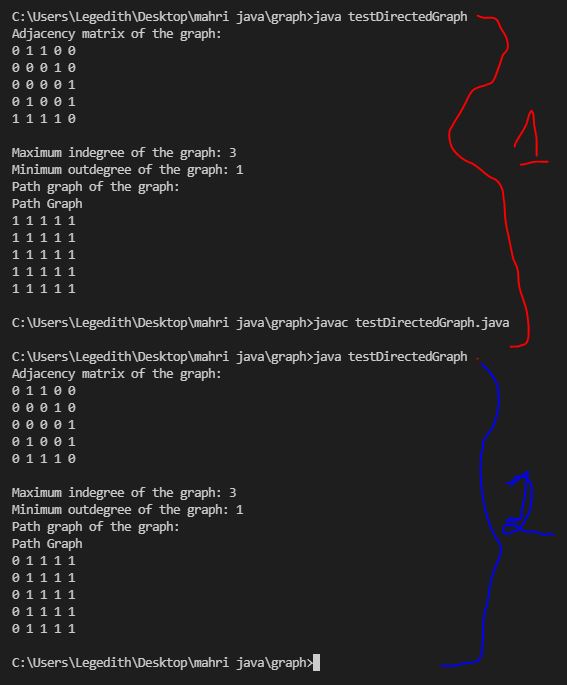 C:\Users\Legedith\Desktop\mahri java\graph>java testDirectedGraph
Adjacency matrix of the graph:
0 1 1 0 0
0 0 0 1 0
0 0 0 0 1
0 1 0 0 1
1 1 1 1 0
1
Maximum indegree of the graph: 3
Minimum outdegree of the graph: 1
Path graph of the graph:
Path Graph
1 1 1 1 1
1 1 1 1 1
1 1 1 1 1
1 1 1 1 1
1 1 1 1 1
C:\Users\Legedith\Desktop\mahri java\graph>javac testDirectedGraph.java
C:\Users\Legedith\Desktop\mahri java\graph>java testDirectedGraph
Adjacency matrix of the graph:
0 1 1 0 0
0 0 0 1 0
0 0 0 0 1
0 1 0 0 1
0 1 1 1 0
2
Maximum indegree of the graph: 3
Minimum outdegree of the graph: 1
Path graph of the graph:
Path Graph
0 1 1 1 1
0 1 1 1 1
0 1 1 1 1
0 1 1 1 1
0 1 1 1 1
C:\Users\Legedith\Desktop\mahri java\graph>